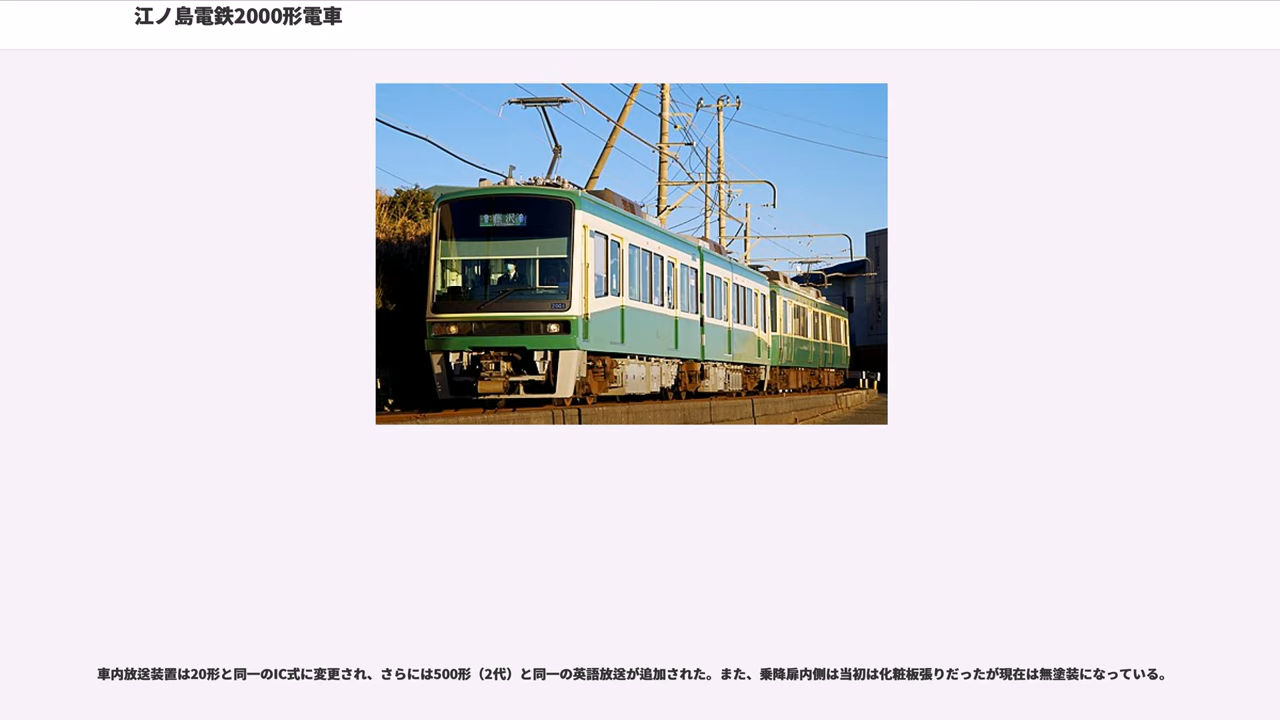 江ノ島電鉄2000形電車
藤沢
車内放送装置は20形と同一のIC式に変更され、さらには500形（2代）と同一の英語放送が追加された。また、乗降扉内側は当初は化粧板張りだったが現在は無塗装になっている。